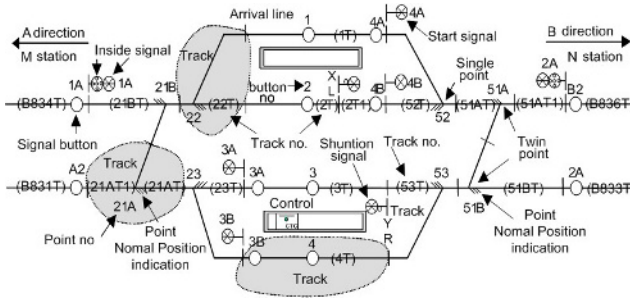 A direction
M station
Arrival line
1
(1T)
4A
4A
Start signal
B direction
N station
Inside signal
Track
1A
1A
21B
button
no
2
X
L
4B
4B
Single
point
51A
2A
(B834T)
(21BT)
22
(22T)
(2T)
(2T1)
(52T)
52
(51AT)
(51AT1)
B2
(B836T)
Signal button
Track no.
Track no.
Twin
point
Shuntion
signal
Track
3A
3A
3
53
A2
(B831T)
(21AT1)
(21AT)
23
(23T)
(3T)
(53T)
(51BT)
2A
(B833T)
21A
Point no
Point
Nomal Position
indication
3B
3B
Control
CTC
4
(4T)
Track
Track
Y
R
51B
Point
Nomal Position
indication